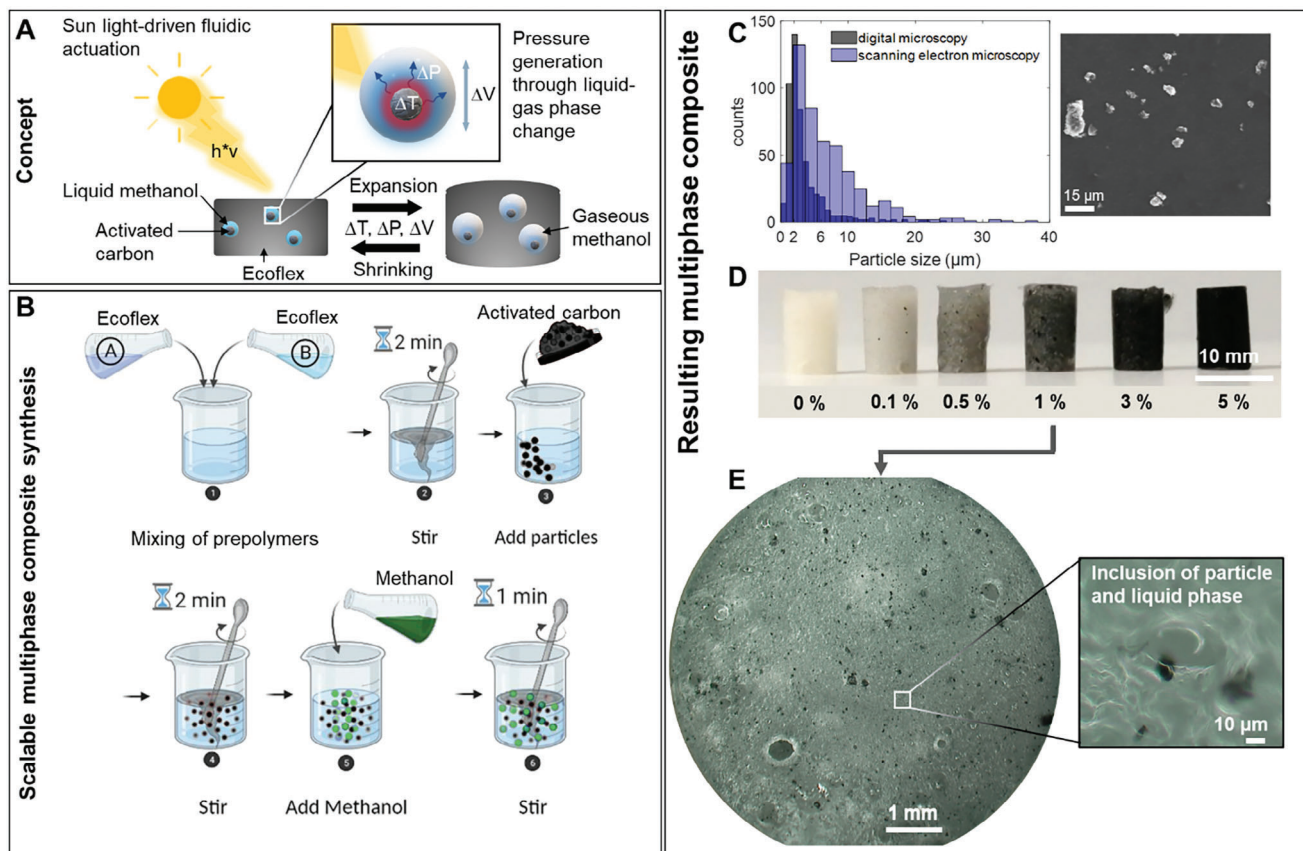 Concept
A
Sun light-driven fluidic
actuation
h*v
ΔP
ΔT
ΔV
Pressure
generation
through liquid-
gas phase
change
Liquid methanol
Activated
carbon
Ecoflex
Expansion
ΔT, ΔP, ΔV
Shrinking
Gaseous
methanol
Scalable multiphase composite synthesis
B
Ecoflex
A
Ecoflex
B
2 min
Activated carbon
1
2
3
Mixing of prepolymers
Stir
Add particles
2 min
Methanol
1 min
4
5
6
Stir
Add Methanol
Stir
Resulting multiphase composite
C
150
100
50
0
counts
digital microscopy
scanning electron microscopy
0 2 6 10 20 30 40
Particle size (µm)
15 µm
D
10 mm
0 % 0.1 % 0.5 % 1 % 3 % 5 %
E
1 mm
Inclusion of particle
and liquid phase
10 µm